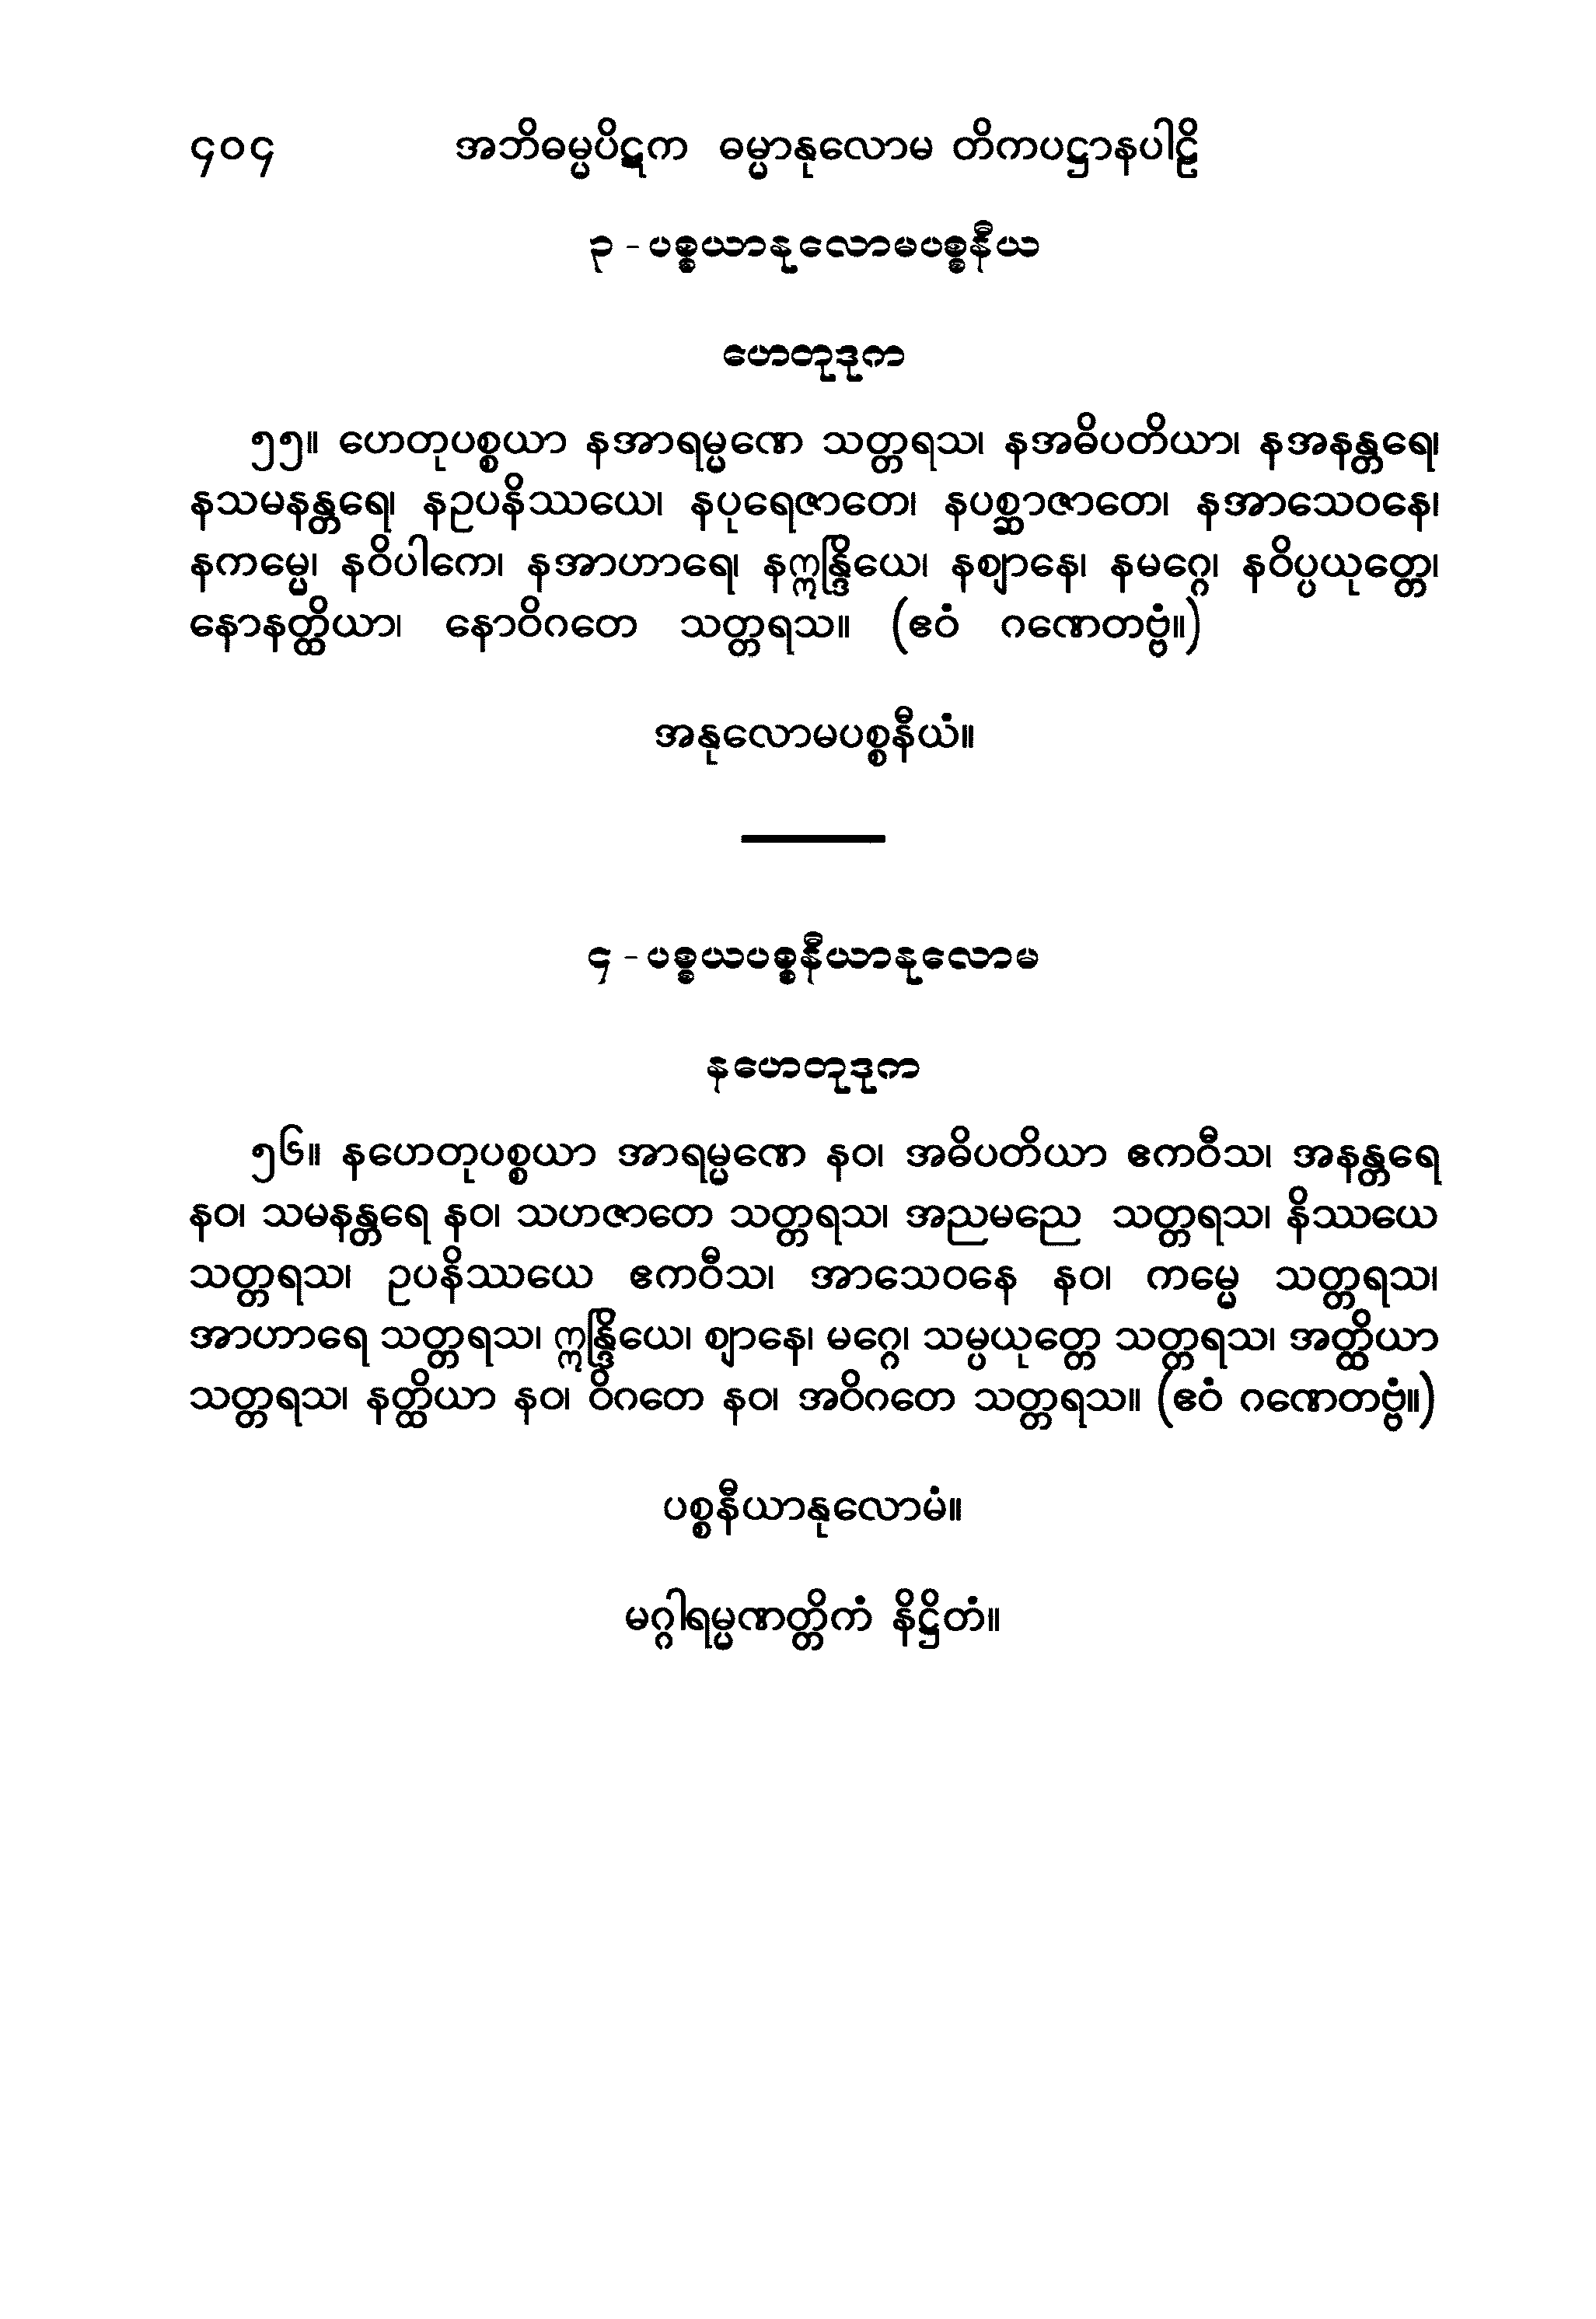 ၄၀၄ အဘိဓမ္မပိဋက ဓမ္မာနုလောမ တိကပဋ္ဌာနပါဠိ
၃ - ပစ္စယာနုလောမပစ္စနီယ
ဟေတုဒုက
၅၅။ ဟေတုပစ္စယာ နအာရမ္မဏေ သတ္တရသ၊ နအဓိပတိယာ၊ နအနန္တရေ၊
နသမနန္တရေ၊ နဥပနိဿယေ၊ နပုရေဇာတေ၊ နပစ္ဆာဇာတေ၊ နအာသေဝနေ၊
နကမ္မေ၊ နဝိပါကေ၊ နအာဟာရေ၊ နဣန္ဒြိယေ၊ နဈာနေ၊ နမဂ္ဂေ၊ နဝိပ္ပယုတ္တေ၊
နောနတ္ထိယာ၊ နောဝိဂတေ သတ္တရသ။ (ဧဝံ ဂဏေတဗ္ဗံ။)
အနုလောမပစ္စနီယံ။
၄ - ပစ္စယပစ္စနီယာနုလောမ
နဟေတုဒုက
၅၆။ နဟေတုပစ္စယာ အာရမ္မဏေ နဝ၊ အဓိပတိယာ ဧကဝီသ၊ အနန္တရေ
နဝ၊ သမနန္တရေ နဝ၊ သဟဇာတေ သတ္တရသ၊ အညမညေ သတ္တရသ၊ နိဿယေ
သတ္တရသ၊ ဥပနိဿယေ ဧကဝီသ၊ အာသေဝနေ နဝ၊ ကမ္မေ သတ္တရသ၊
အာဟာရေ သတ္တရသ၊ ဣန္ဒြိယေ၊ ဈာနေ၊ မဂ္ဂေ၊ သမ္ပယုတ္တေ သတ္တရသ၊ အတ္ထိယာ
သတ္တရသ၊ နတ္ထိယာ နဝ၊ ဝိဂတေ နဝ၊ အဝိဂတေ သတ္တရသ။ (ဧဝံ ဂဏေတဗ္ဗံ။)
ပစ္စနီယာနုလောမံ။
မဂ္ဂါရမ္မဏတ္တိကံ နိဋ္ဌိတံ။